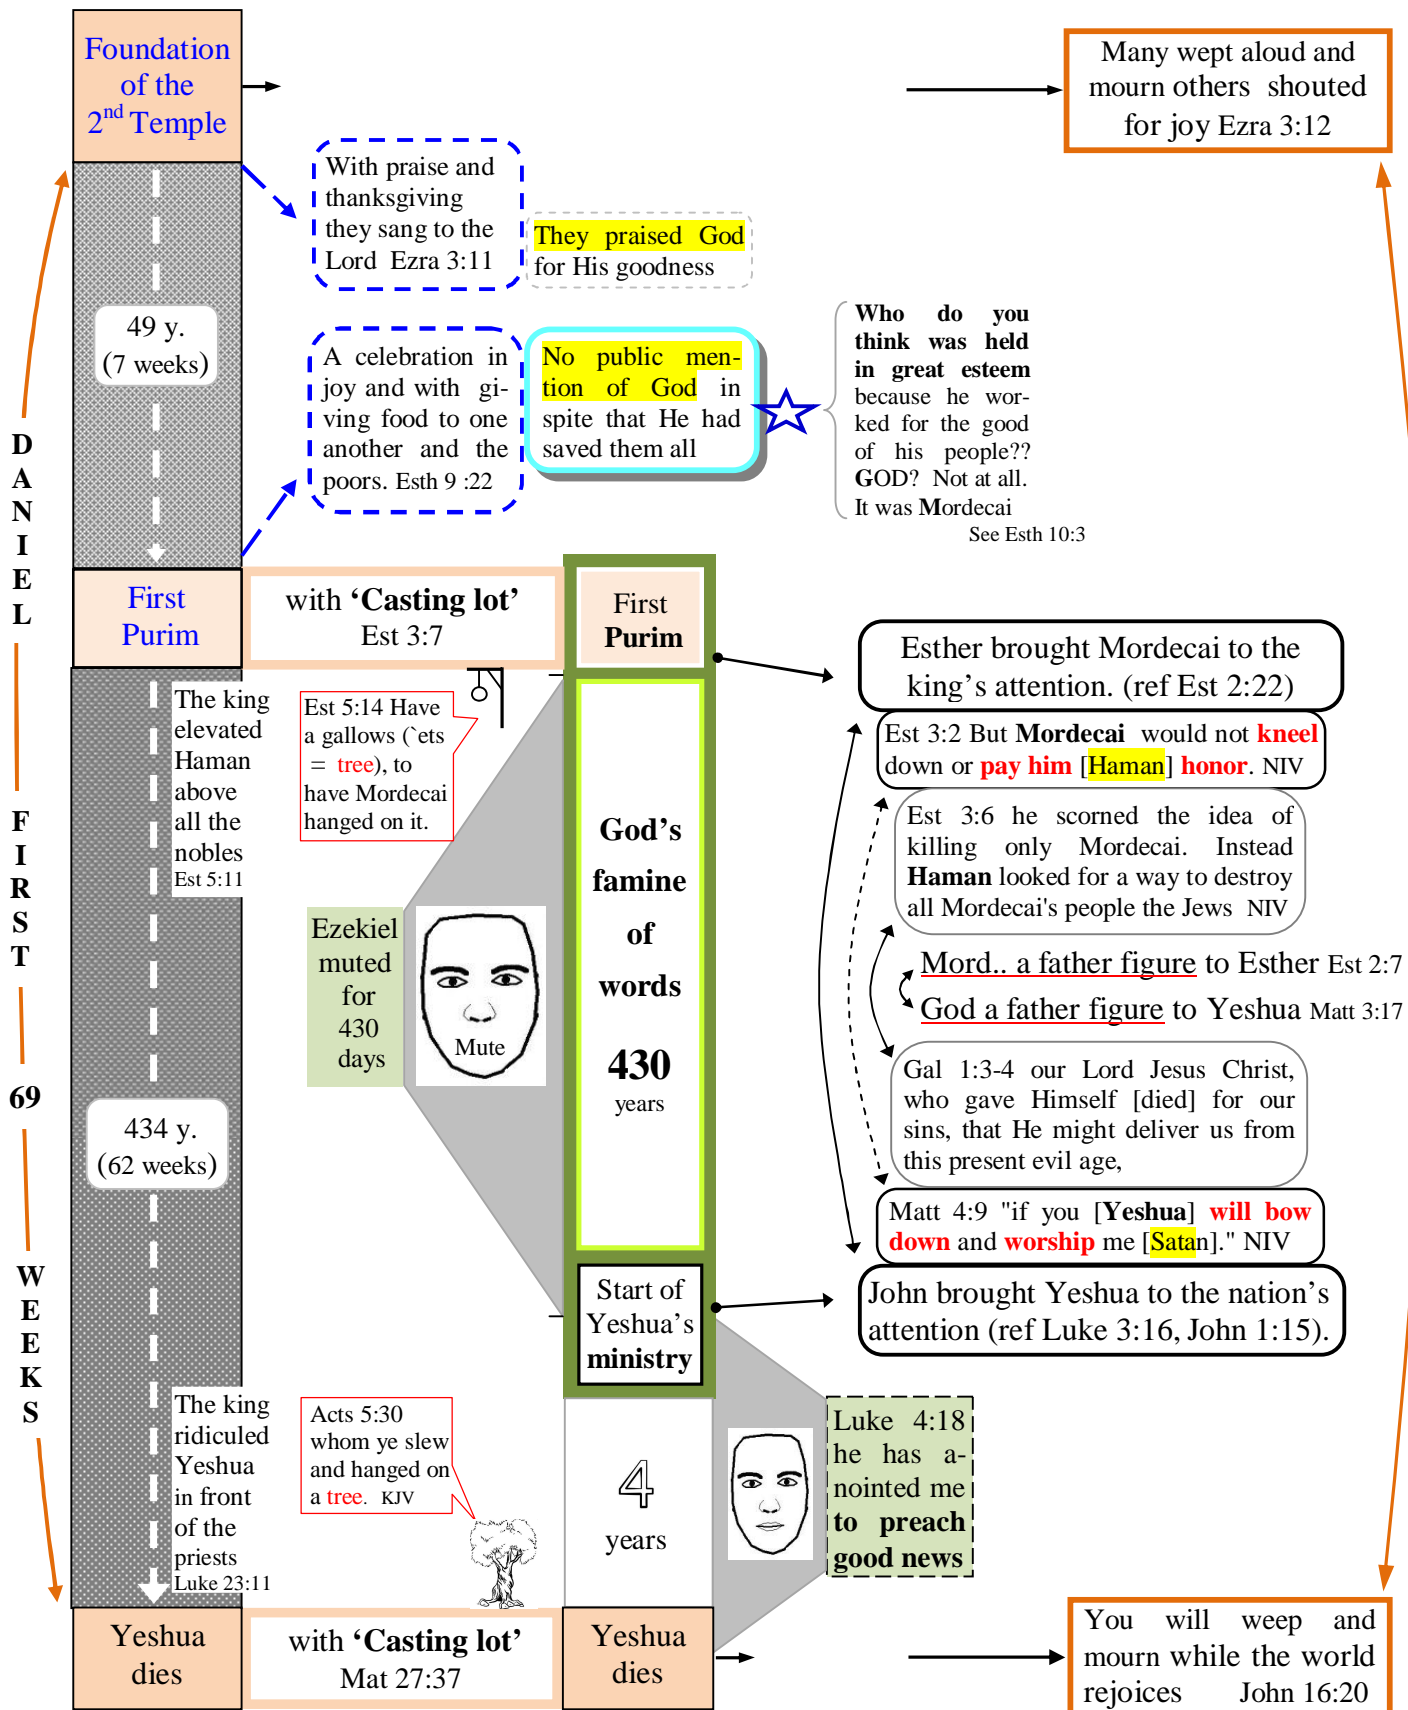 Foundation
of the
2nd Temple
Many wept aloud and
mourn others shouted
for joy Ezra 3:12
With praise and
thanksgiving
they sang to the
Lord Ezra 3:11
They praised God
for His goodness
49 y.
(7 weeks)
A celebration in
joy and with gi-
ving food to one
another and the
poors. Esth 9 :22
No public men-
tion of God in
spite that He had
saved them all
Who do you
think was held
in great esteem
because he wor-
ked for the good
of his people??
GOD? Not at all.
It was Mordecai
See Esth 10:3
DANIEL FIRST 69 WEEKS
First
Purim
with ‘Casting lot’
Est 3:7
First
Purim
The king
elevated
Haman
above
all the
nobles
Est 5:11
Est 5:14 Have
a gallows (`ets
= tree), to
have Mordecai
hanged on it.
Ezekiel
muted
for
430
days
Mute
God’s
famine
of
words
430
years
Esther brought Mordecai to the
king’s attention. (ref Est 2:22)
Est 3:2 But Mordecai would not kneel
down or pay him [Haman] honor. NIV
Est 3:6 he scorned the idea of
killing only Mordecai. Instead
Haman looked for a way to destroy
all Mordecai's people the Jews NIV
Mord.. a father figure to Esther Est 2:7
God a father figure to Yeshua Matt 3:17
Gal 1:3-4 our Lord Jesus Christ,
who gave Himself [died] for our
sins, that He might deliver us from
this present evil age,
Matt 4:9 "if you [Yeshua] will bow
down and worship me [Satan]." NIV
John brought Yeshua to the nation’s
attention (ref Luke 3:16, John 1:15).
434 y.
(62 weeks)
Start of
Yeshua’s
ministry
The king
ridiculed
Yeshua
in front
of the
priests
Luke 23:11
Acts 5:30
whom ye slew
and hanged on
a tree. KJV
4
years
Luke 4:18
he has a-
nointed me
to preach
good news
Yeshua
dies
with ‘Casting lot’
Mat 27:37
Yeshua
dies
You will weep and
mourn while the world
rejoices John 16:20